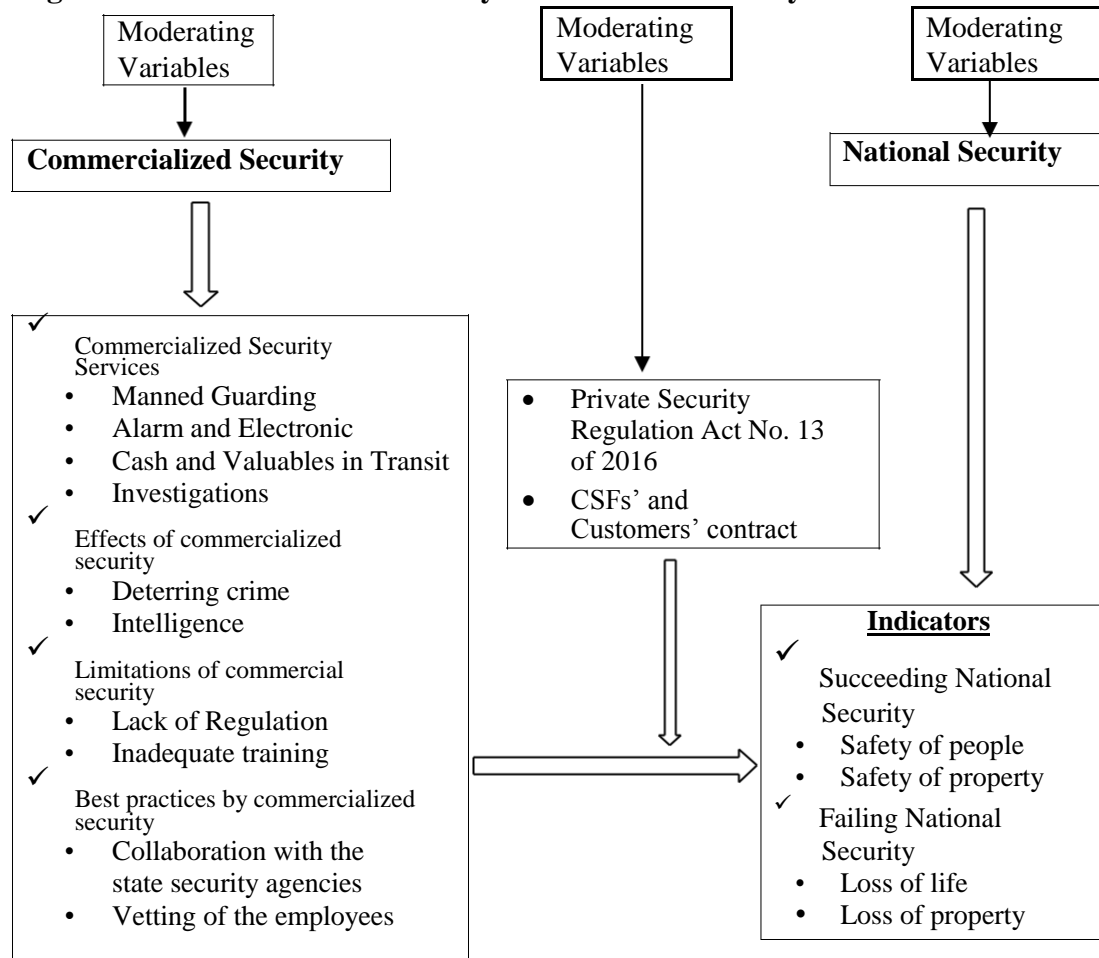 Moderating
Variables
Moderating
Variables
Moderating
Variables
Commercialized Security
National Security
✓
Commercialized Security
Services
• Manned Guarding
• Alarm and Electronic
• Cash and Valuables in Transit
• Investigations
✓
Effects of commercialized
security
• Deterring crime
• Intelligence
✓
Limitations of commercial
security
• Lack of Regulation
• Inadequate training
✓
Best practices by commercialized
security
• Collaboration with the
state security agencies
• Vetting of the employees
• Private Security
Regulation Act No. 13
of 2016
• CSFs’ and
Customers’ contract
Indicators
✓
Succeeding National
Security
• Safety of people
• Safety of property
✓
Failing National
Security
• Loss of life
• Loss of property